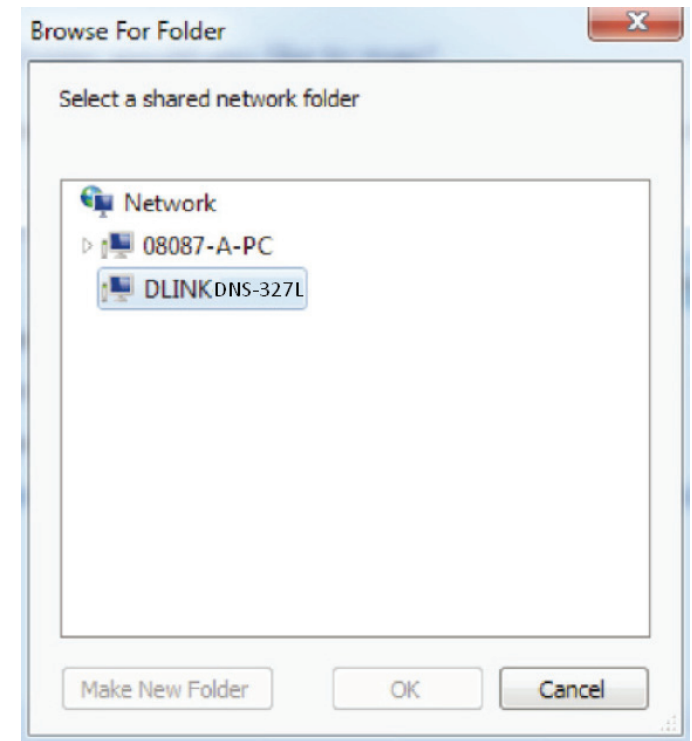 Browse For Folder
Select a shared network folder
Network
08087-A-PC
DLINKDNS-327L
Make New Folder
OK
Cancel